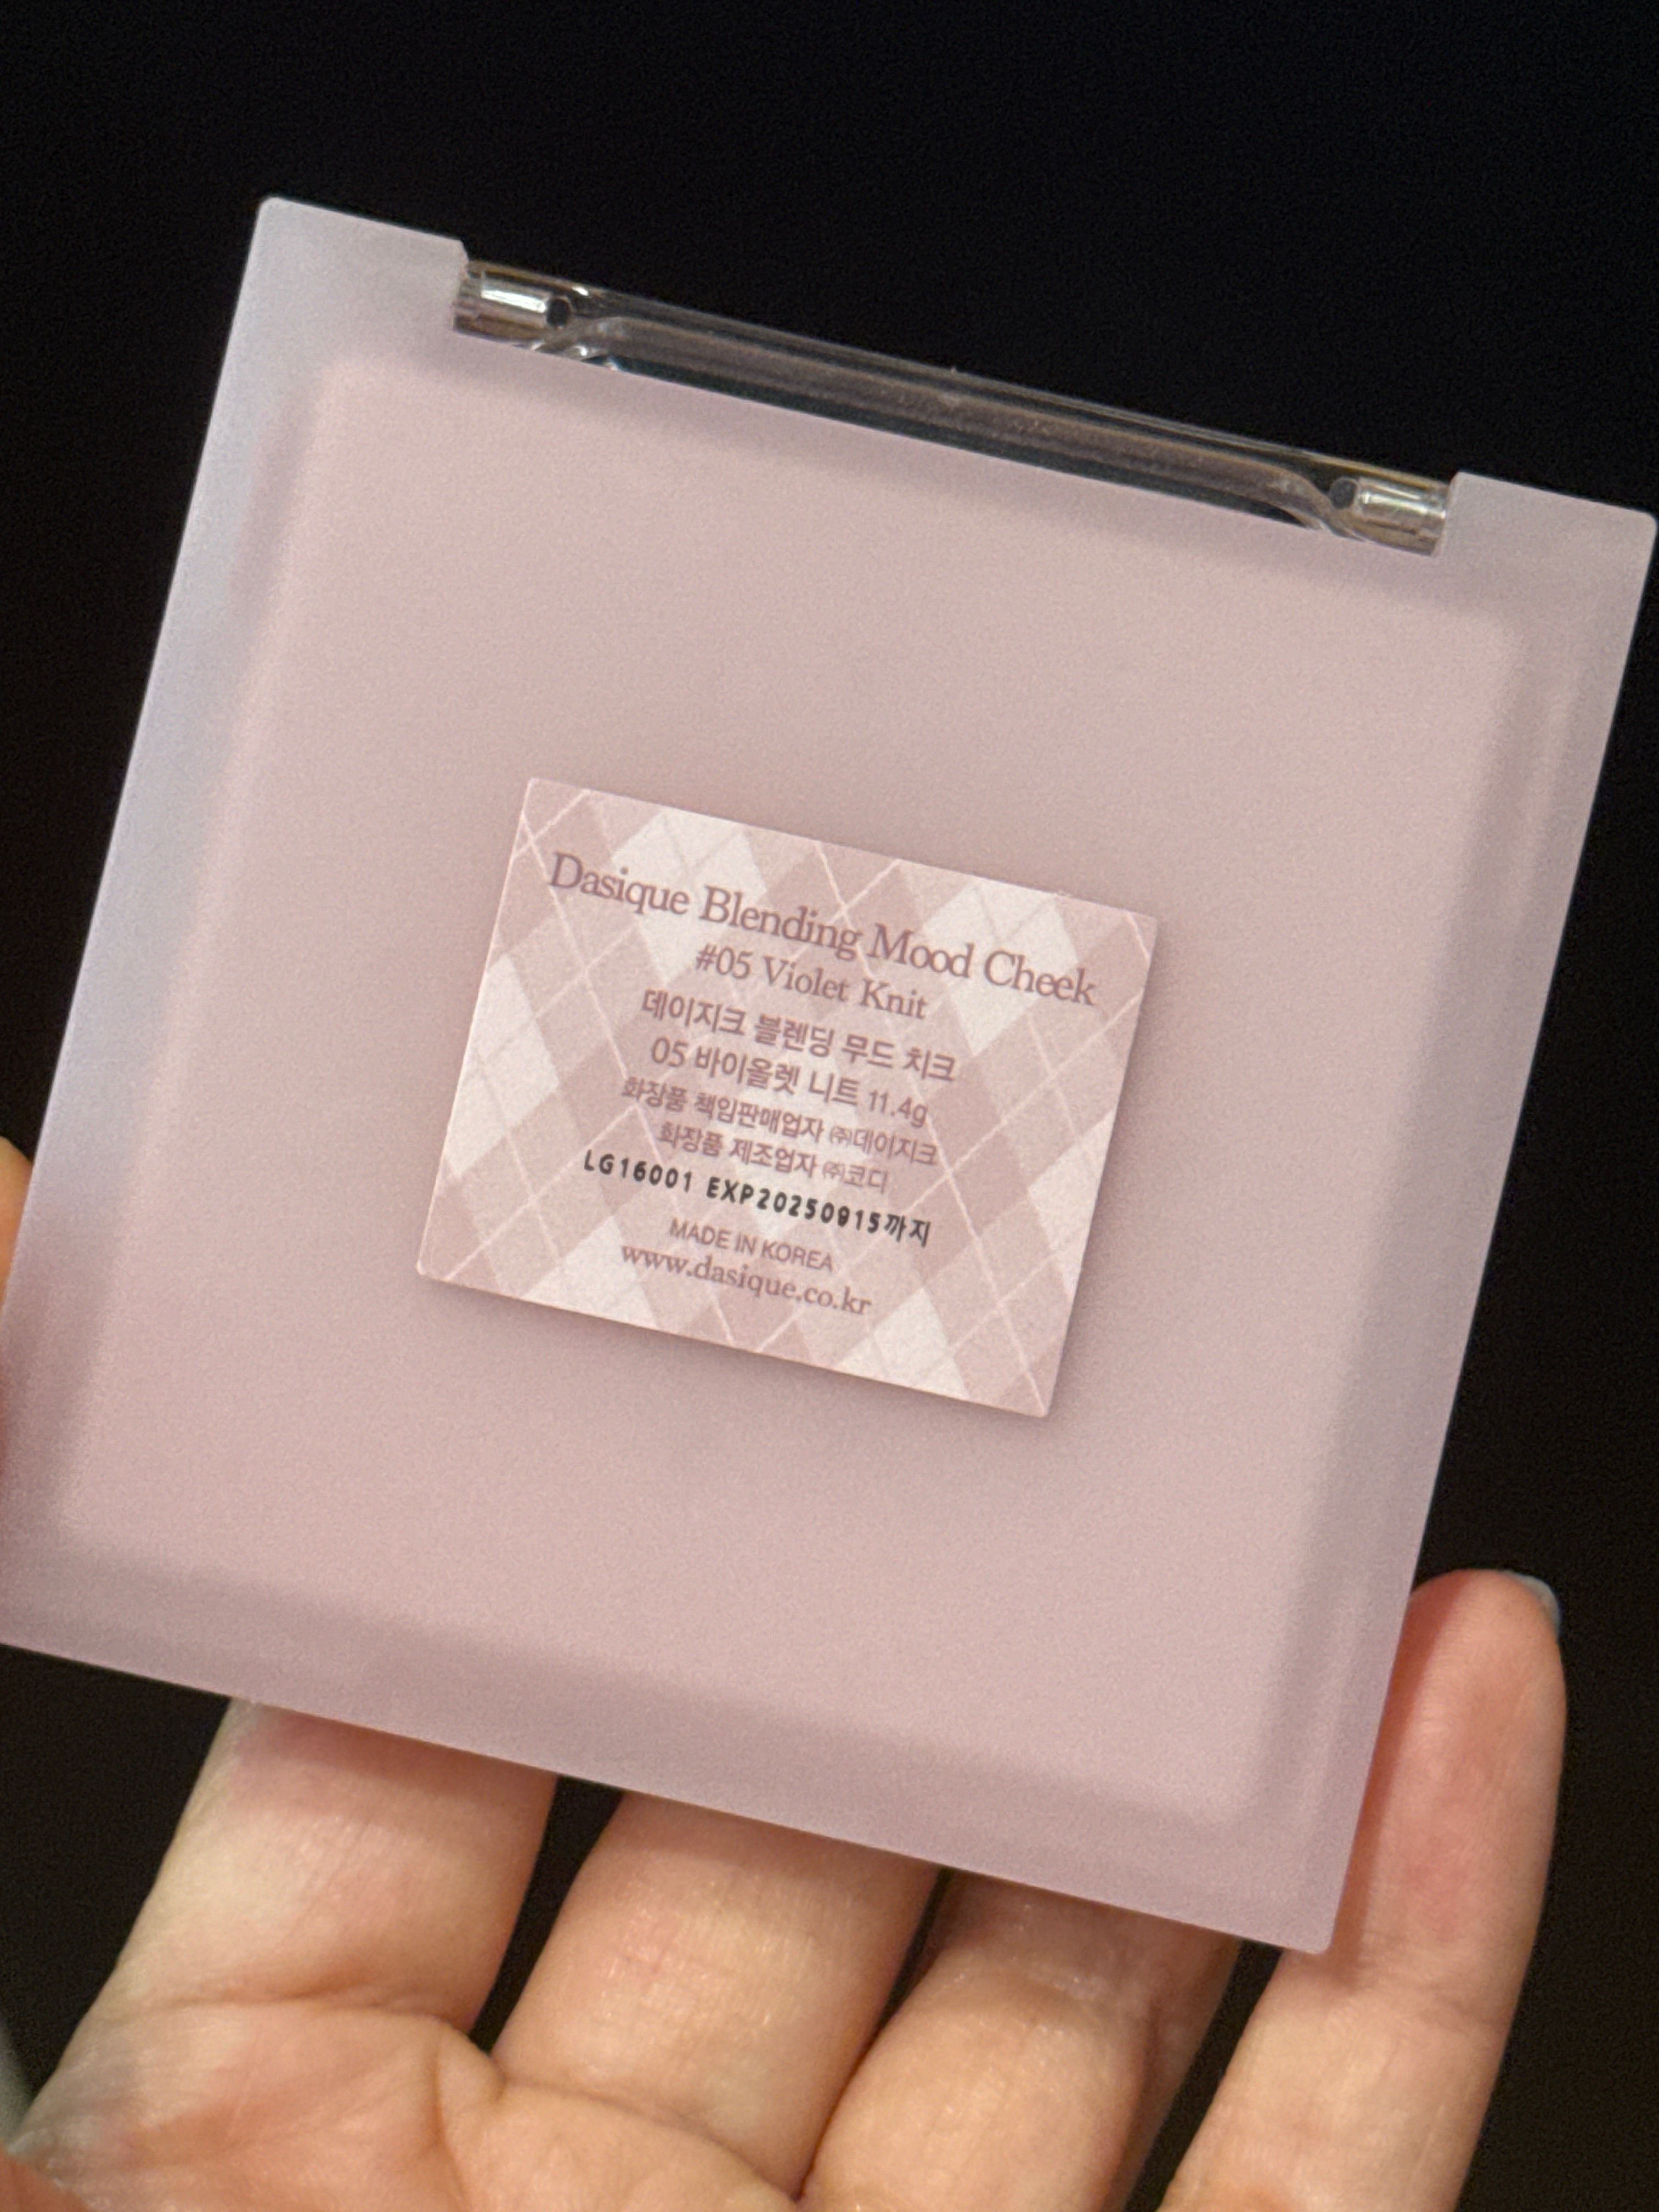 Dasique Blending Mood Cheek
#05 Violet Knit
데이지크 블렌딩 무드 치크
05 바이올렛 니트 11.4g
화장품 책임판매업자 ㈜데이지크
화장품 제조업자 ㈜코디
LG16001 EXP20250915까지
MADE IN KOREA
www.dasique.co.kr